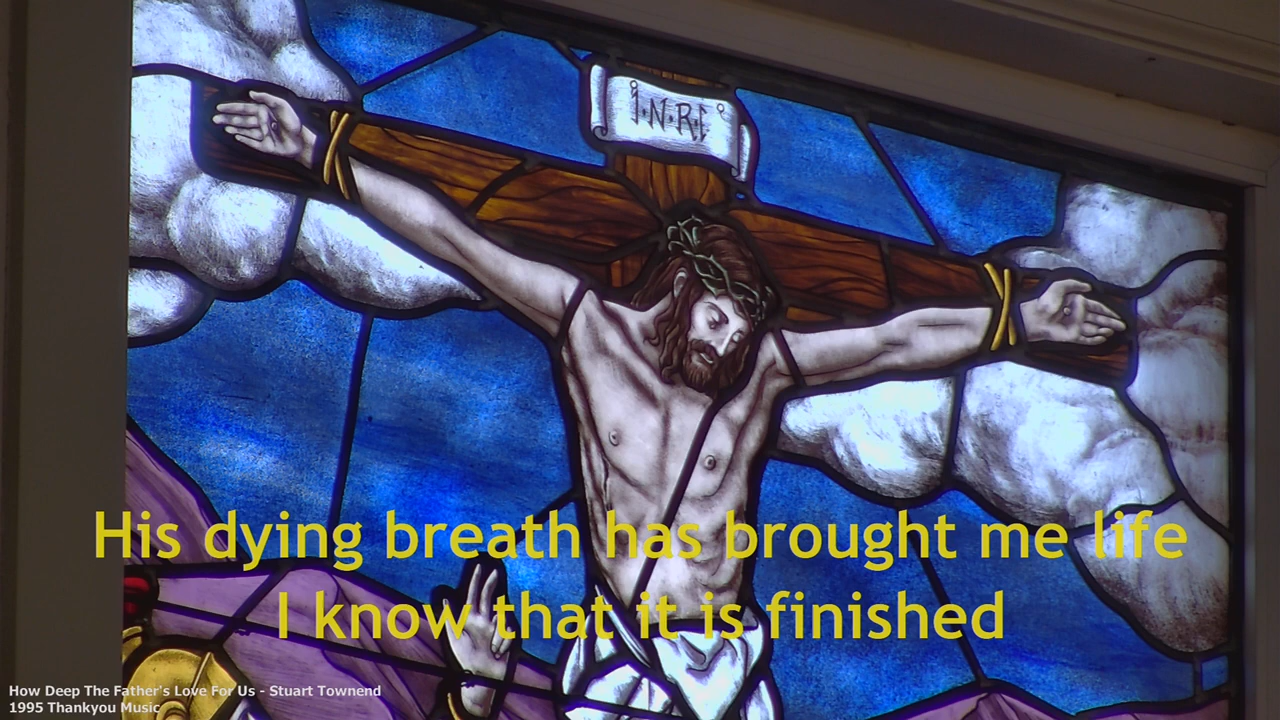 I·N·R·I
His dying breath has brought me life
I know that it is finished
How Deep The Father's Love For Us - Stuart Townend
1995 Thankyou Music